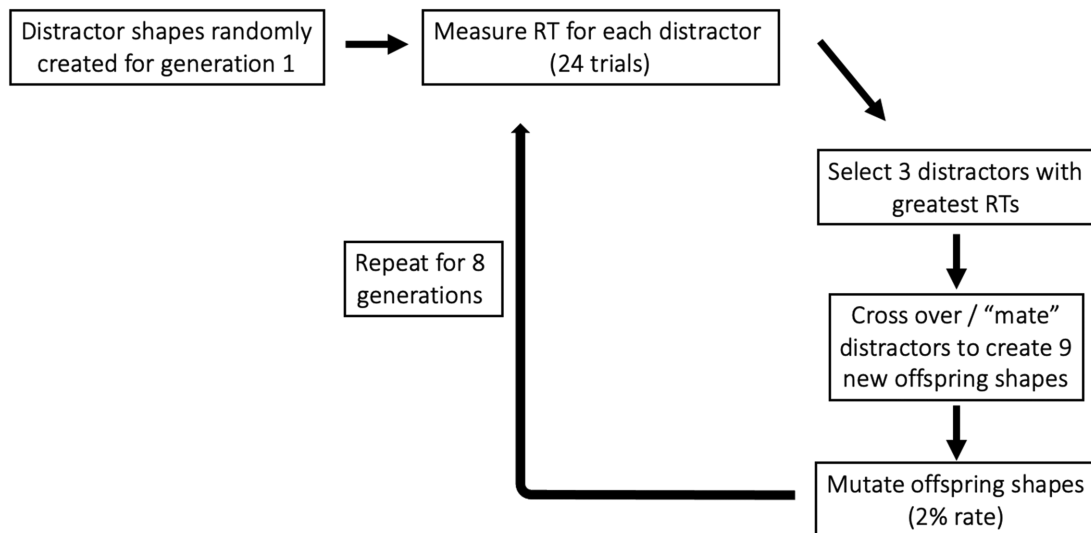 Distractor shapes randomly
created for generation 1
Measure RT for each distractor
(24 trials)
Select 3 distractors with
greatest RTs
Cross over / “mate”
distractors to create 9
new offspring shapes
Mutate offspring shapes
(2% rate)
Repeat for 8
generations